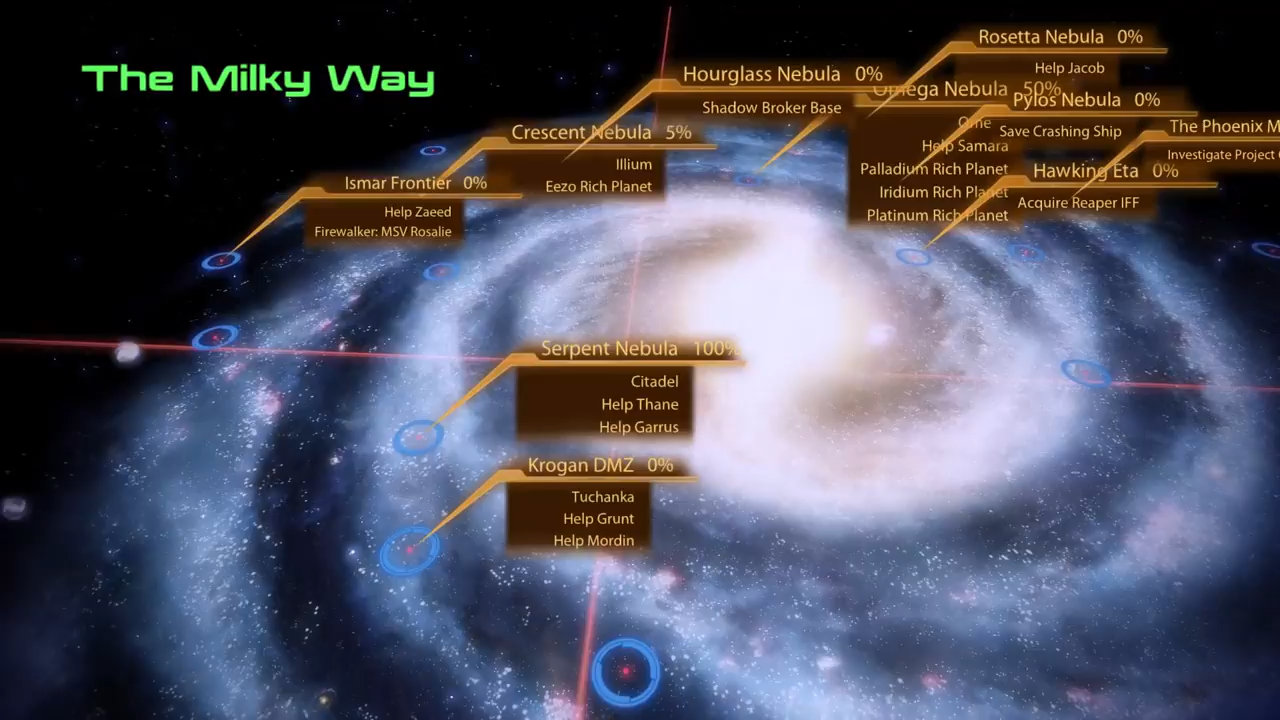 The Milky Way
Rosetta Nebula 0%
Help Jacob
Hourglass Nebula 0%
Shadow Broker Base
Omega Nebula 50%
Help Samara
Palladium Rich Planet
Iridium Rich Planet
Platinum Rich Planet
Pylos Nebula 0%
Save Crashing Ship
The Phoenix M
Investigate Project
Hawking Eta 0%
Acquire Reaper IFF
Crescent Nebula 5%
Illium
Eezo Rich Planet
Ismar Frontier 0%
Help Zaeed
Firewalker: MSV Rosalie
Serpent Nebula 100%
Citadel
Help Thane
Help Garrus
Krogan DMZ 0%
Tuchanka
Help Grunt
Help Mordin